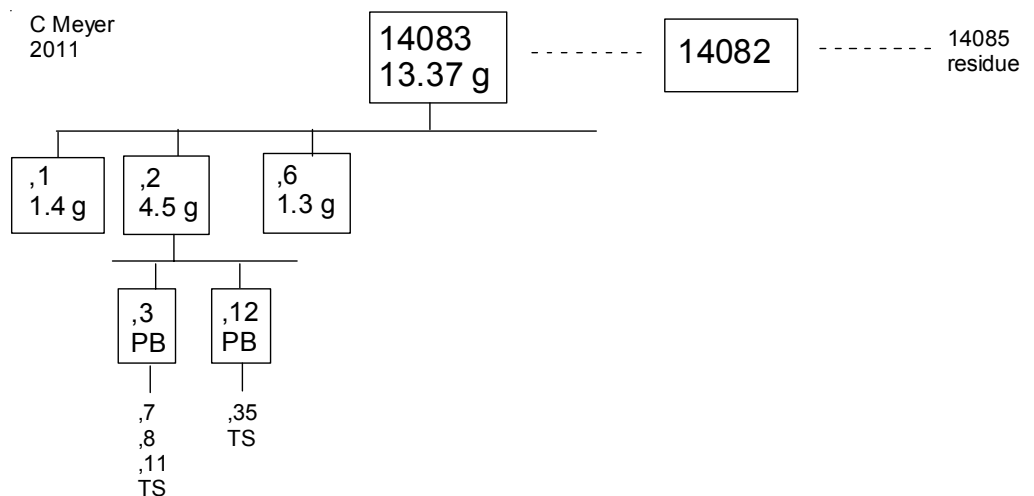 C Meyer
2011
14083
13.37 g
14082
14085
residue
,1
1.4 g
,2
4.5 g
,6
1.3 g
,3
PB
,12
PB
,7
,8
,11
TS
,35
TS